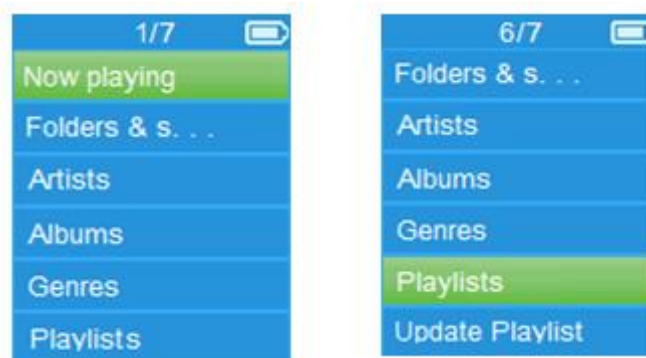 1/7
Now playing
Folders & s. . .
Artists
Albums
Genres
Playlists
6/7
Folders & s. . .
Artists
Albums
Genres
Playlists
Update Playlist